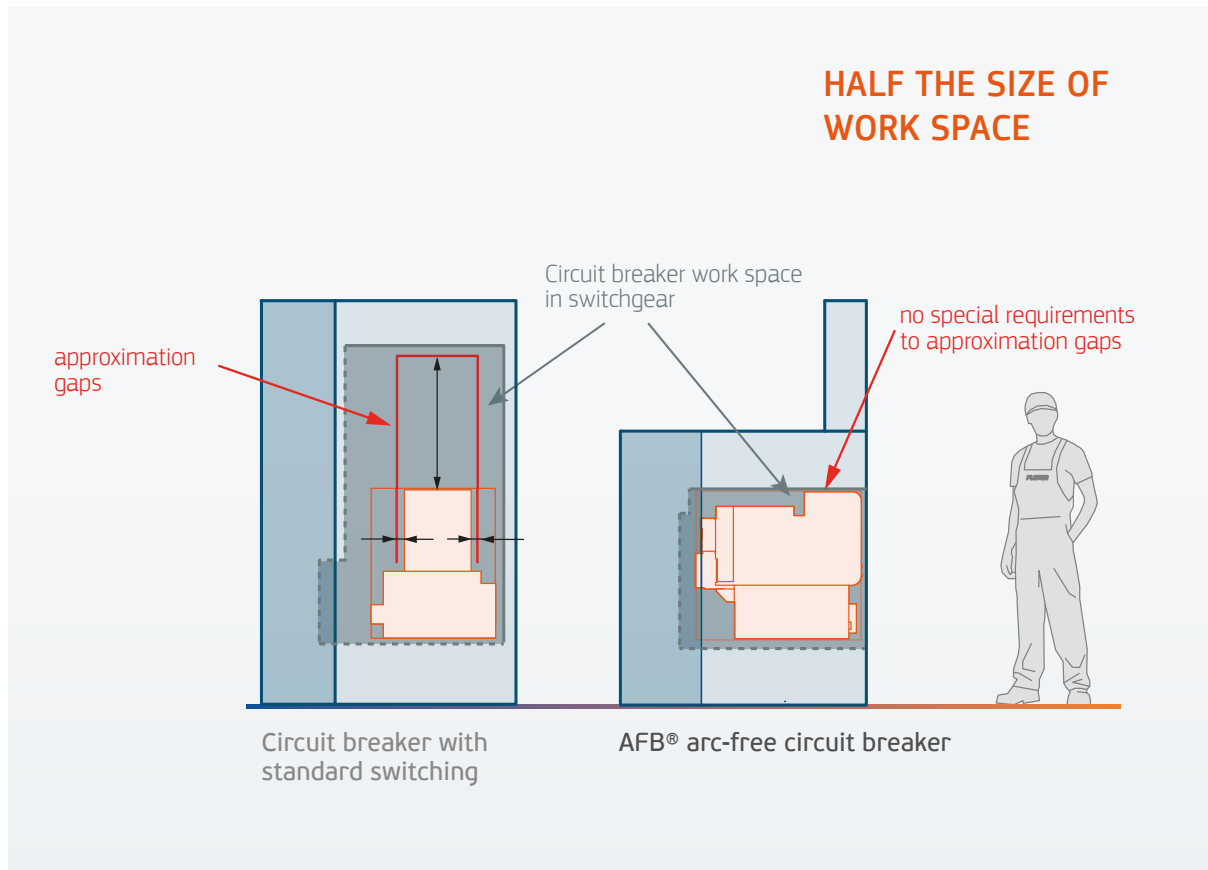 HALF THE SIZE OF
WORK SPACE
Circuit breaker work space
in switchgear
no special requirements
to approximation gaps
approximation
gaps
Circuit breaker with
standard switching
AFB® arc-free circuit breaker